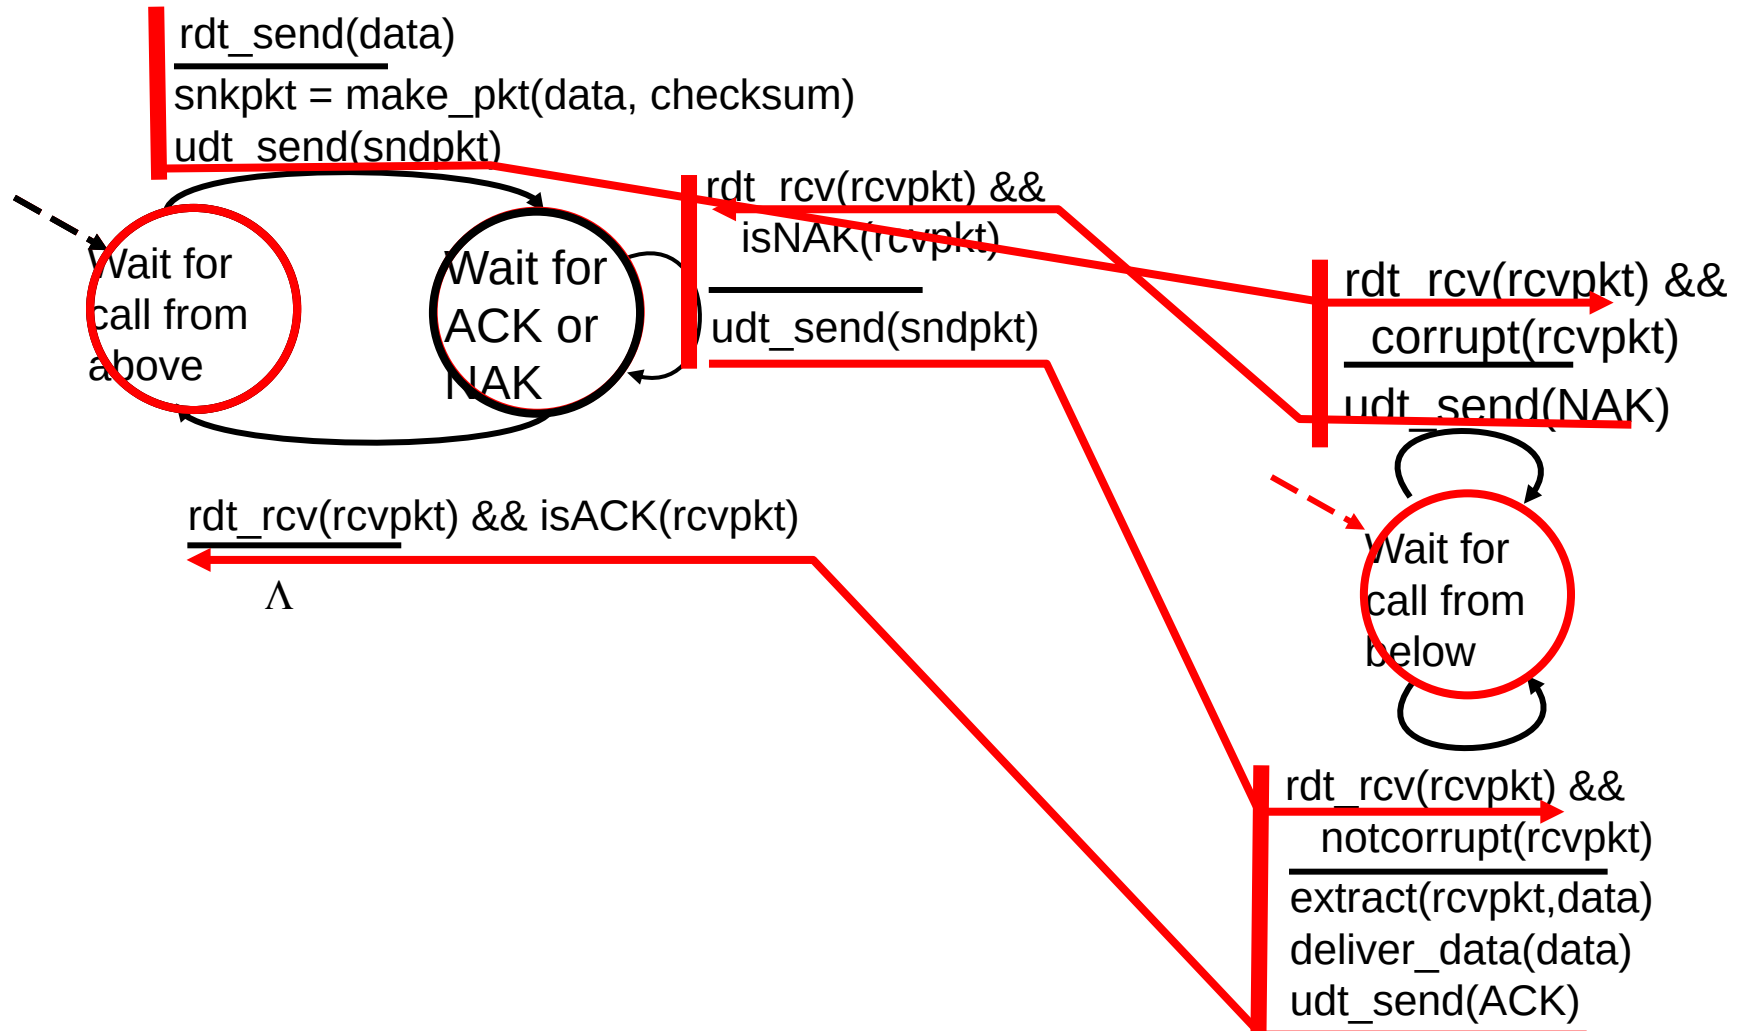 rdt_send(data)
snkpkt = make_pkt(data, checksum)
udt_send(sndpkt)
Wait for
call from
above
Wait for
ACK or
NAK
rdt_rcv(rcvpkt) &&
isNAK(rcvpkt)
udt_send(sndpkt)
rdt_rcv(rcvpkt) && isACK(rcvpkt)
Λ
rdt_rcv(rcvpkt) &&
corrupt(rcvpkt)
udt_send(NAK)
Wait for
call from
below
rdt_rcv(rcvpkt) &&
notcorrupt(rcvpkt)
extract(rcvpkt,data)
deliver_data(data)
udt_send(ACK)